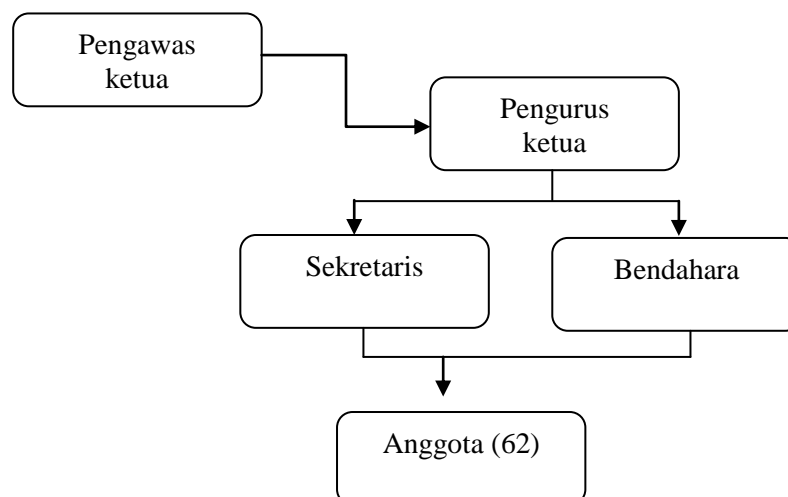 Pengawas
ketua
Pengurus
ketua
Sekretaris
Bendahara
Anggota (62)